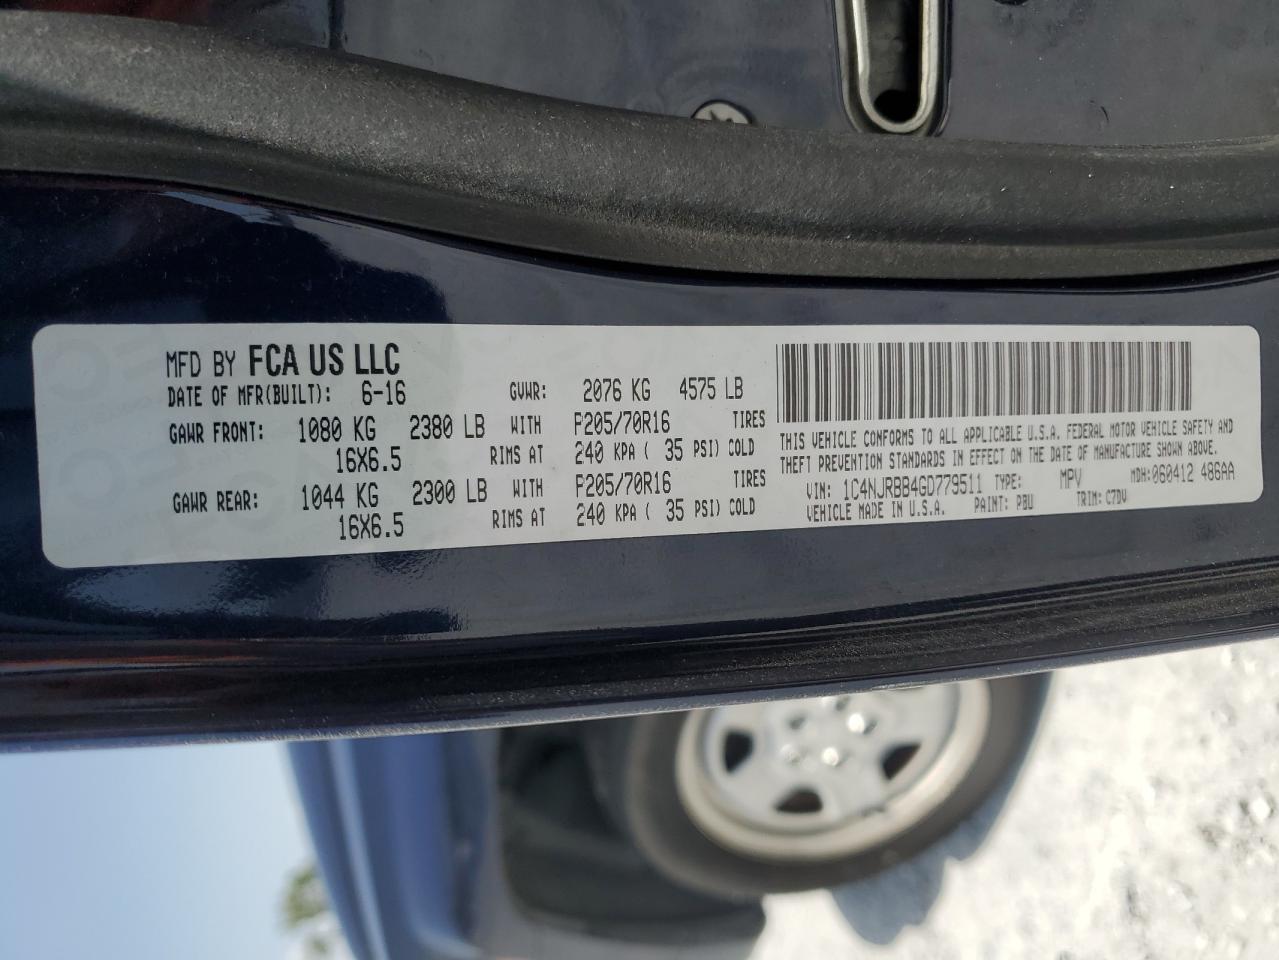 MFD BY FCA US LLC
DATE OF MFR(BUILT): 6-16 GVWR: 2076 KG 4575 LB
GAWR FRONT: 1080 KG 2380 LB WITH P205/70R16 TIRES
16X6.5 RIMS AT 240 KPA ( 35 PSI) COLD
GAWR REAR: 1044 KG 2300 LB WITH P205/70R16 TIRES
16X6.5 RIMS AT 240 KPA ( 35 PSI) COLD
THIS VEHICLE CONFORMS TO ALL APPLICABLE U.S.A. FEDERAL MOTOR VEHICLE SAFETY AND
THEFT PREVENTION STANDARDS IN EFFECT ON THE DATE OF MANUFACTURE SHOWN ABOVE.
VIN: 1C4NJRBB4GD779511 TYPE: MPV MDH:060412 486AA
VEHICLE MADE IN U.S.A. PAINT: PBU TRIM: C7DV